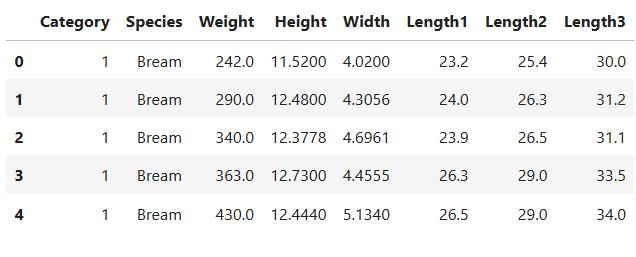 Category Species Weight Height Width Length1 Length2 Length3
0 1 Bream 242.0 11.5200 4.0200 23.2 25.4 30.0
1 1 Bream 290.0 12.4800 4.3056 24.0 26.3 31.2
2 1 Bream 340.0 12.3778 4.6961 23.9 26.5 31.1
3 1 Bream 363.0 12.7300 4.4555 26.3 29.0 33.5
4 1 Bream 430.0 12.4440 5.1340 26.5 29.0 34.0